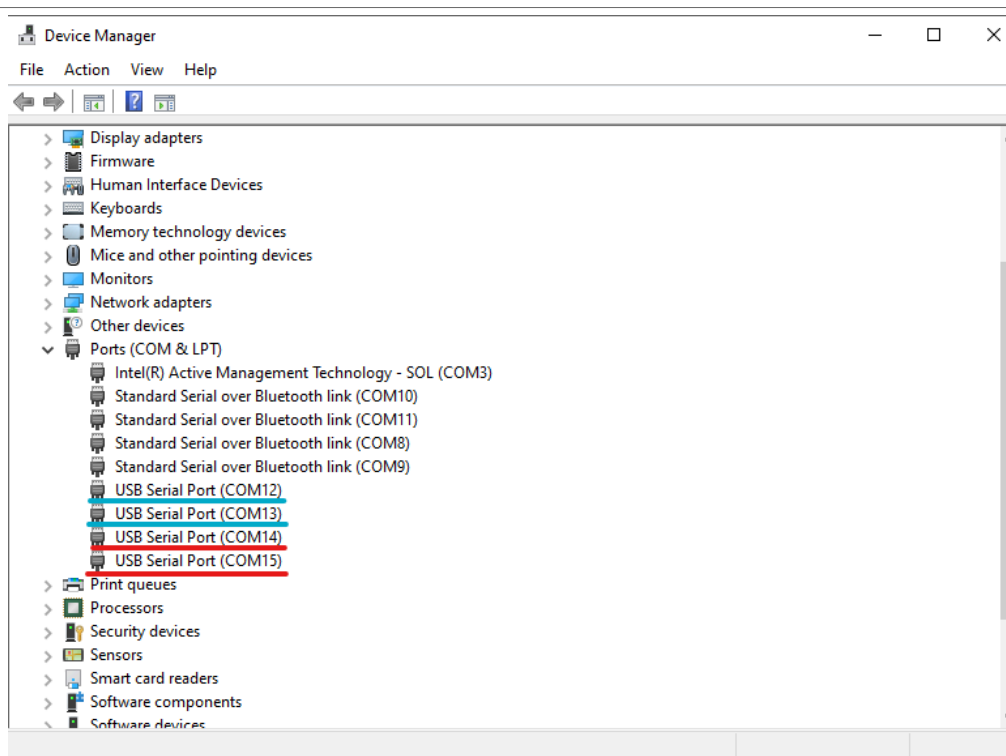 Device Manager
File Action View Help
Display adapters
Firmware
Human Interface Devices
Keyboards
Memory technology devices
Mice and other pointing devices
Monitors
Network adapters
Other devices
Ports (COM & LPT)
Intel(R) Active Management Technology - SOL (COM3)
Standard Serial over Bluetooth link (COM10)
Standard Serial over Bluetooth link (COM11)
Standard Serial over Bluetooth link (COM8)
Standard Serial over Bluetooth link (COM9)
USB Serial Port (COM12)
USB Serial Port (COM13)
USB Serial Port (COM14)
USB Serial Port (COM15)
Print queues
Processors
Security devices
Sensors
Smart card readers
Software components
Software devices